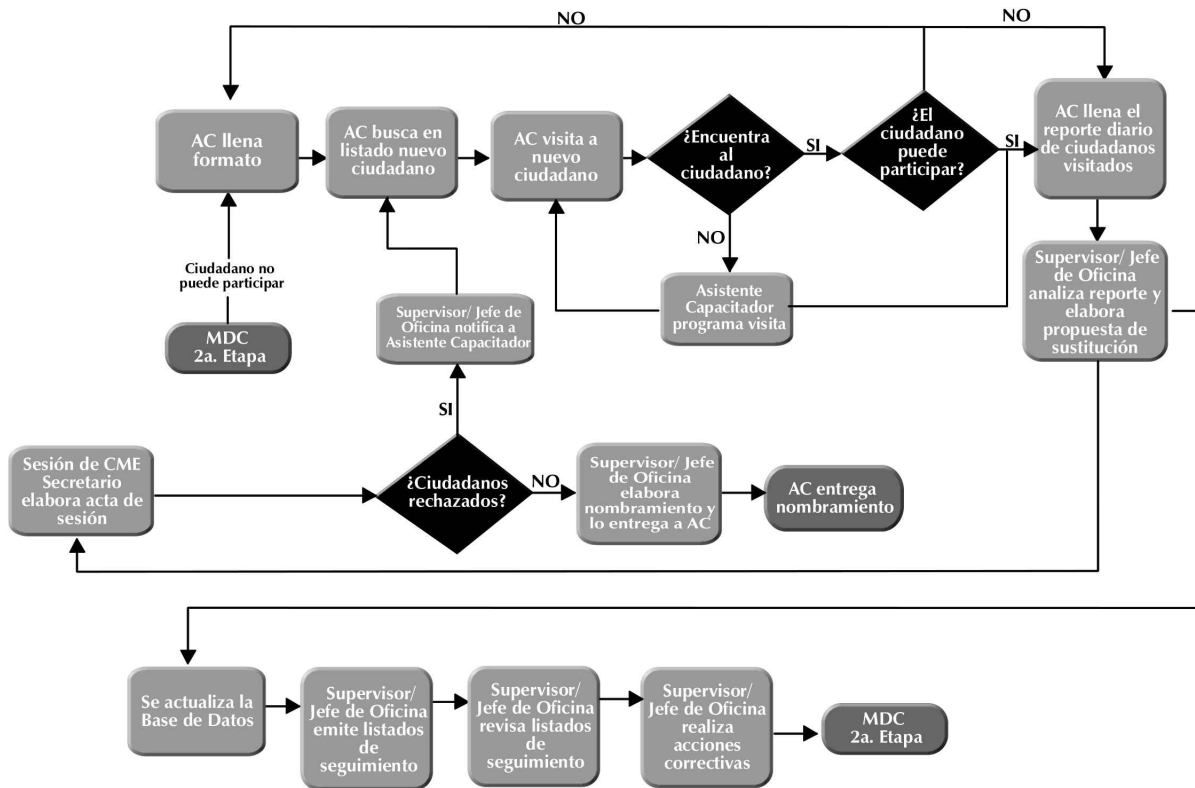 NO
NO
AC llena
formato
AC busca en
listado nuevo
ciudadano
AC visita a
nuevo
ciudadano
¿Encuentra
al
ciudadano?
SI
¿El
ciudadano
puede
participar?
SI
AC llena el
reporte diario
de ciudadanos
visitados
NO
Ciudadano no
puede participar
MDC
2a. Etapa
Supervisor/ Jefe de
Oficina notifica a
Asistente Capacitador
Asistente
Capacitador
programa visita
Supervisor/ Jefe
de Oficina
analiza reporte y
elabora
propuesta de
sustitución
SI
Sesión de CME
Secretario
elabora acta de
sesión
¿Ciudadanos
rechazados?
NO
Supervisor/ Jefe
de Oficina
elabora
nombramiento y
lo entrega a AC
AC entrega
nombramiento
Se actualiza la
Base de Datos
Supervisor/
Jefe de Oficina
emite listados
de
seguimiento
Supervisor/
Jefe de Oficina
revisa listados
de
seguimiento
Supervisor/
Jefe de Oficina
realiza
acciones
correctivas
MDC
2a. Etapa